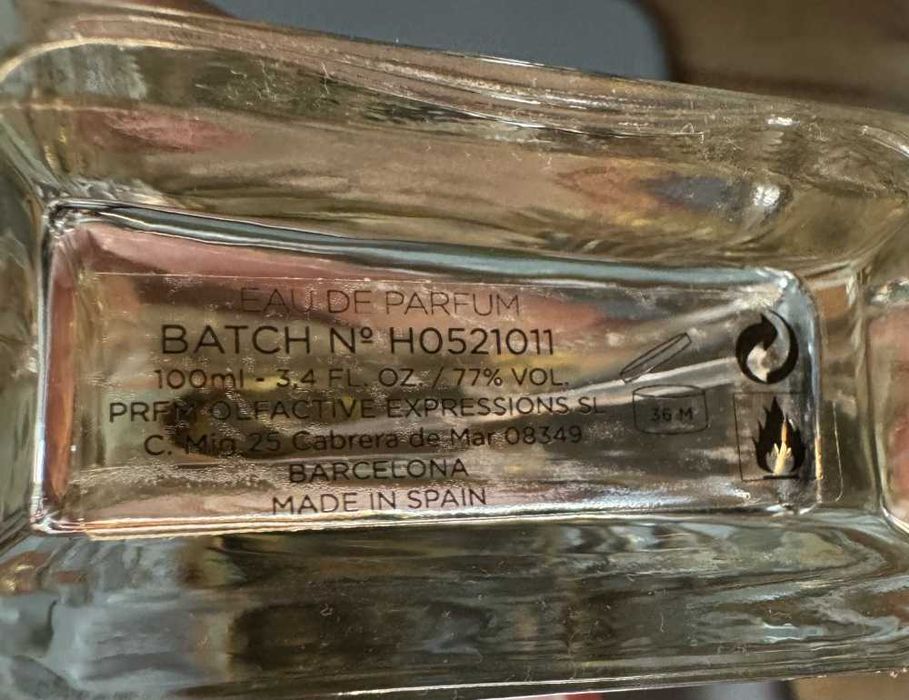 EAU DE PARFUM
BATCH Nº H0521011
100ml - 3.4 FL. OZ. / 77% VOL.
PRFM OLFACTIVE EXPRESSIONS SL
C. Mig 25 Cabrera de Mar 08349
BARCELONA
MADE IN SPAIN
36 M